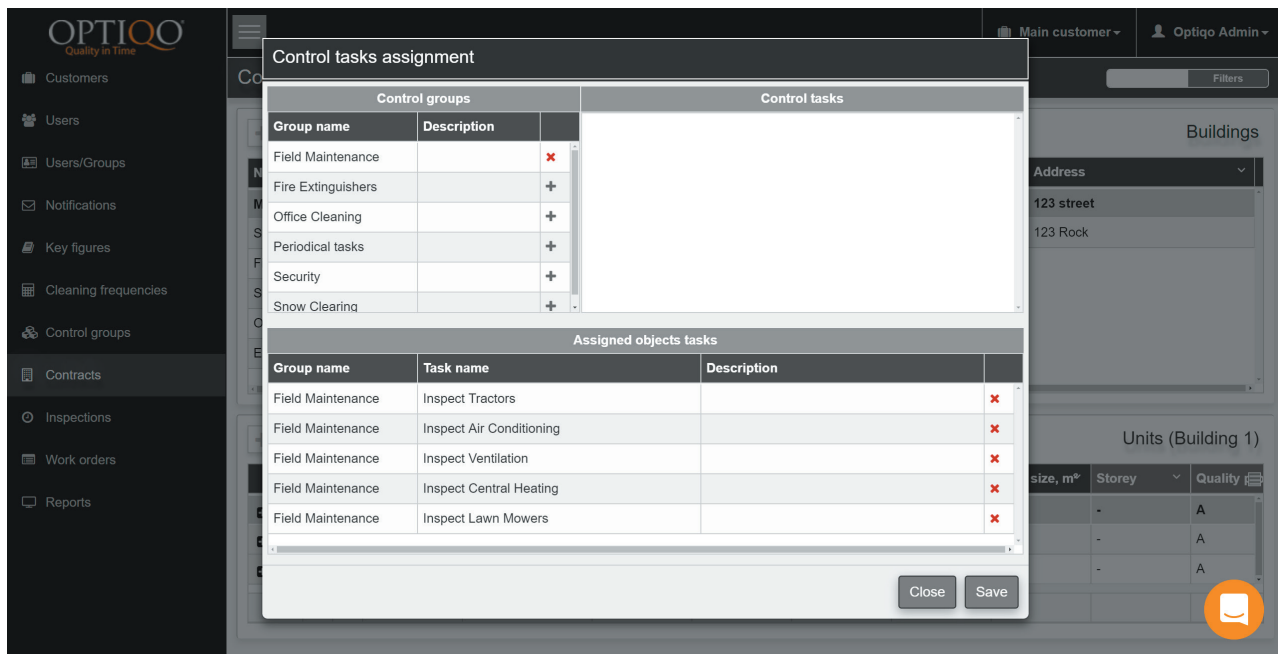 OPTIQO
Quality in Time
Main customer
Optiqo Admin
Customers
Users
Users/Groups
Notifications
Key figures
Cleaning frequencies
Control groups
Contracts
Inspections
Work orders
Reports
Co
Filters
Control tasks assignment
Control groups
Control tasks
Group name Description
Field Maintenance
Fire Extinguishers
Office Cleaning
Periodical tasks
Security
Snow Clearing
Assigned objects tasks
Group name Task name Description
Field Maintenance Inspect Tractors
Field Maintenance Inspect Air Conditioning
Field Maintenance Inspect Ventilation
Field Maintenance Inspect Central Heating
Field Maintenance Inspect Lawn Mowers
Close Save
Buildings
N
Address
M
123 street
S
123 Rock
F
S
O
E
Units (Building 1)
size, m² Storey Quality
- A
- A
- A